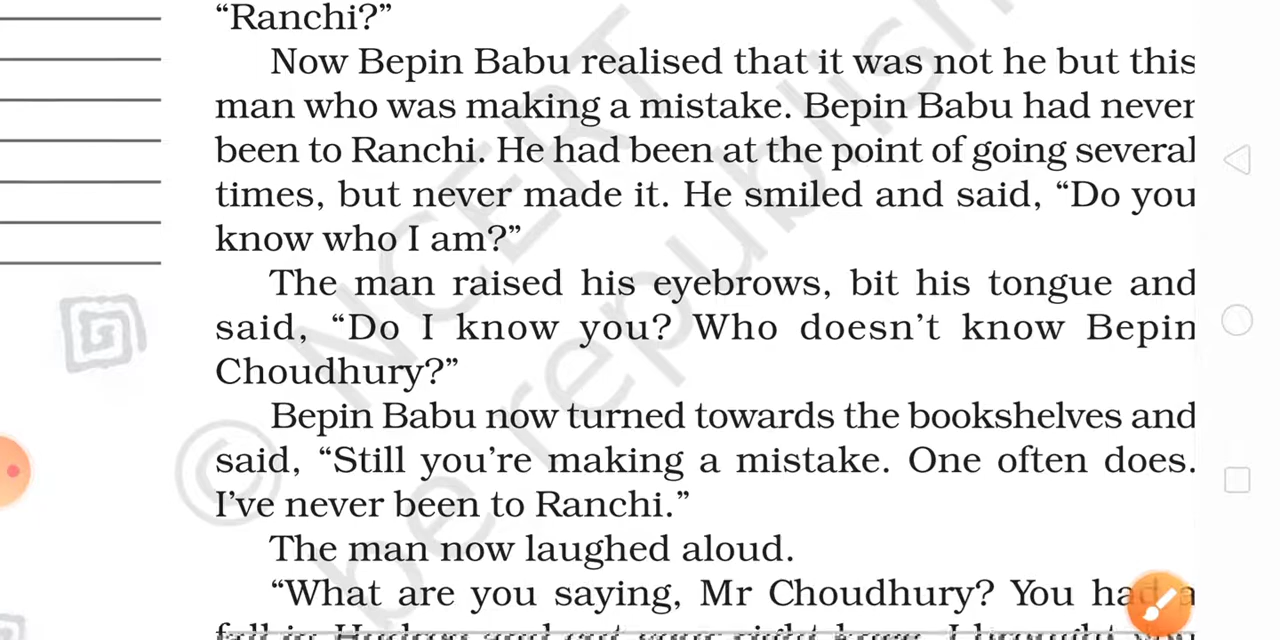 “Ranchi?”
Now Bepin Babu realised that it was not he but this
man who was making a mistake. Bepin Babu had never
been to Ranchi. He had been at the point of going several
times, but never made it. He smiled and said, “Do you
know who I am?”
The man raised his eyebrows, bit his tongue and
said, “Do I know you? Who doesn’t know Bepin
Choudhury?”
Bepin Babu now turned towards the bookshelves and
said, “Still you’re making a mistake. One often does.
I’ve never been to Ranchi.”
The man now laughed aloud.
“What are you saying, Mr Choudhury? You had a
© NCERT
be republish